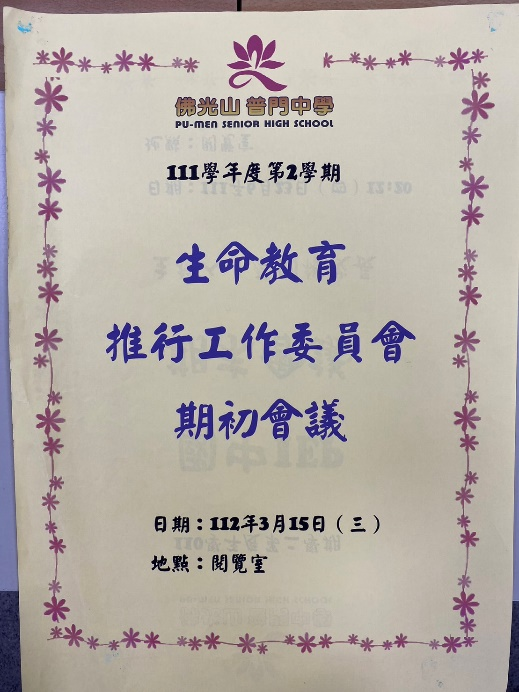 佛光山 普門中學
PU-MEN SENIOR HIGH SCHOOL
111學年度第2學期
生命教育
推行工作委員會
期初會議
日期：112年3月15日（三）
地點：閱覽室